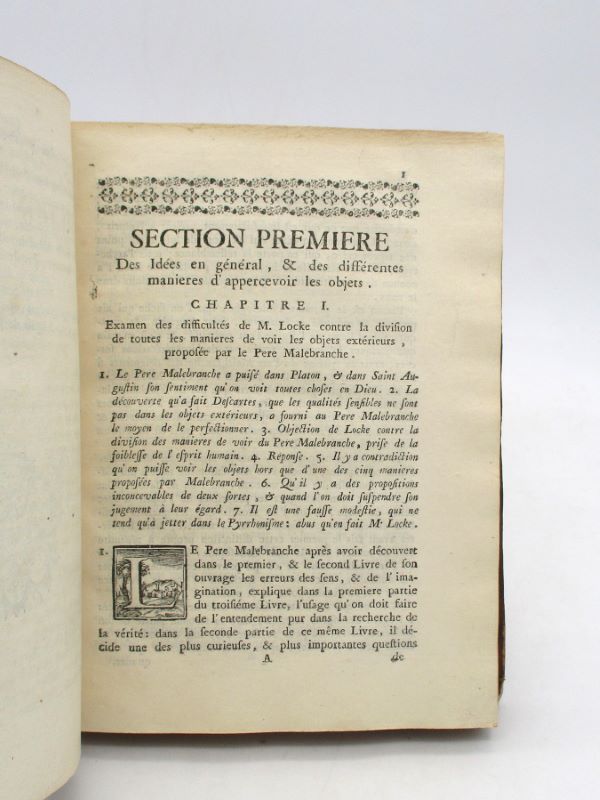 1
SECTION PREMIERE
Des Idées en général, & des différentes
manieres d'appercevoir les objets.
CHAPITRE I.
Examen des difficultés de M. Locke contre la division
de toutes les manieres de voir les objets extérieurs,
proposée par le Pere Malebranche.
1. Le Pere Malebranche a puisé dans Platon, & dans Saint Au-
gustin son sentiment qu'on voit toutes choses en Dieu. 2. La
découverte qu'a fait Descartes, que les qualités sensibles ne sont
pas dans les objets extérieurs, a fourni au Pere Malebranche
le moyen de le perfectionner. 3. Objection de Locke contre la
division des manieres de voir du Pere Malebranche, prise de la
foiblesse de l'esprit humain. 4. Réponse. 5. Il y a contradiction
qu'on puisse voir les objets hors que d'une des cinq manieres
proposées par Malebranche. 6. Qu'il y a des propositions
inconcevables de deux sortes, & quand l'on doit suspendre son
jugement à leur égard. 7. Il est une fausse modestie, qui ne
tend qu'à jetter dans le Pyrrhonisme: abus qu'en fait Mr Locke.
1. LE Pere Malebranche après avoir découvert
dans le premier, & le second Livre de son
ouvrage les erreurs des sens, & de l'ima-
gination, explique dans la premiere partie
du troisiéme Livre, l'usage qu'on doit faire
de l'entendement pur dans la recherche de
la vérité: dans la seconde partie de ce même Livre, il dé-
cide une des plus curieuses, & plus importantes questions
A de